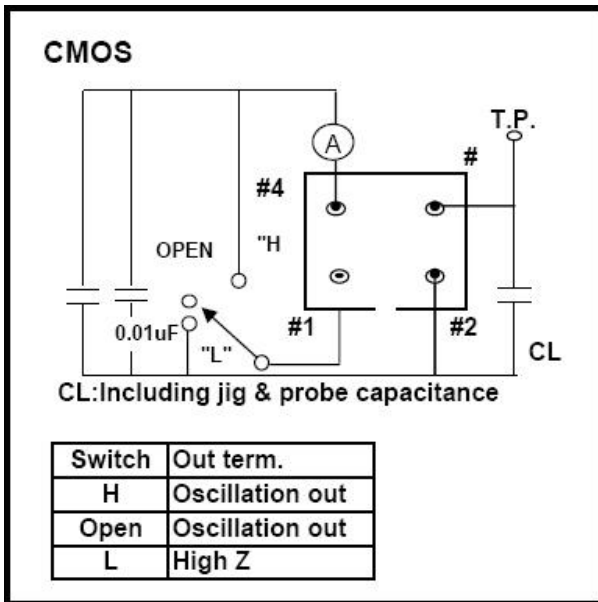 CMOS
T.P.
A
#
#4
OPEN
"H
0.01uF
"L"
#1
#2
CL
CL:Including jig & probe capacitance
Switch Out term.
H Oscillation out
Open Oscillation out
L High Z